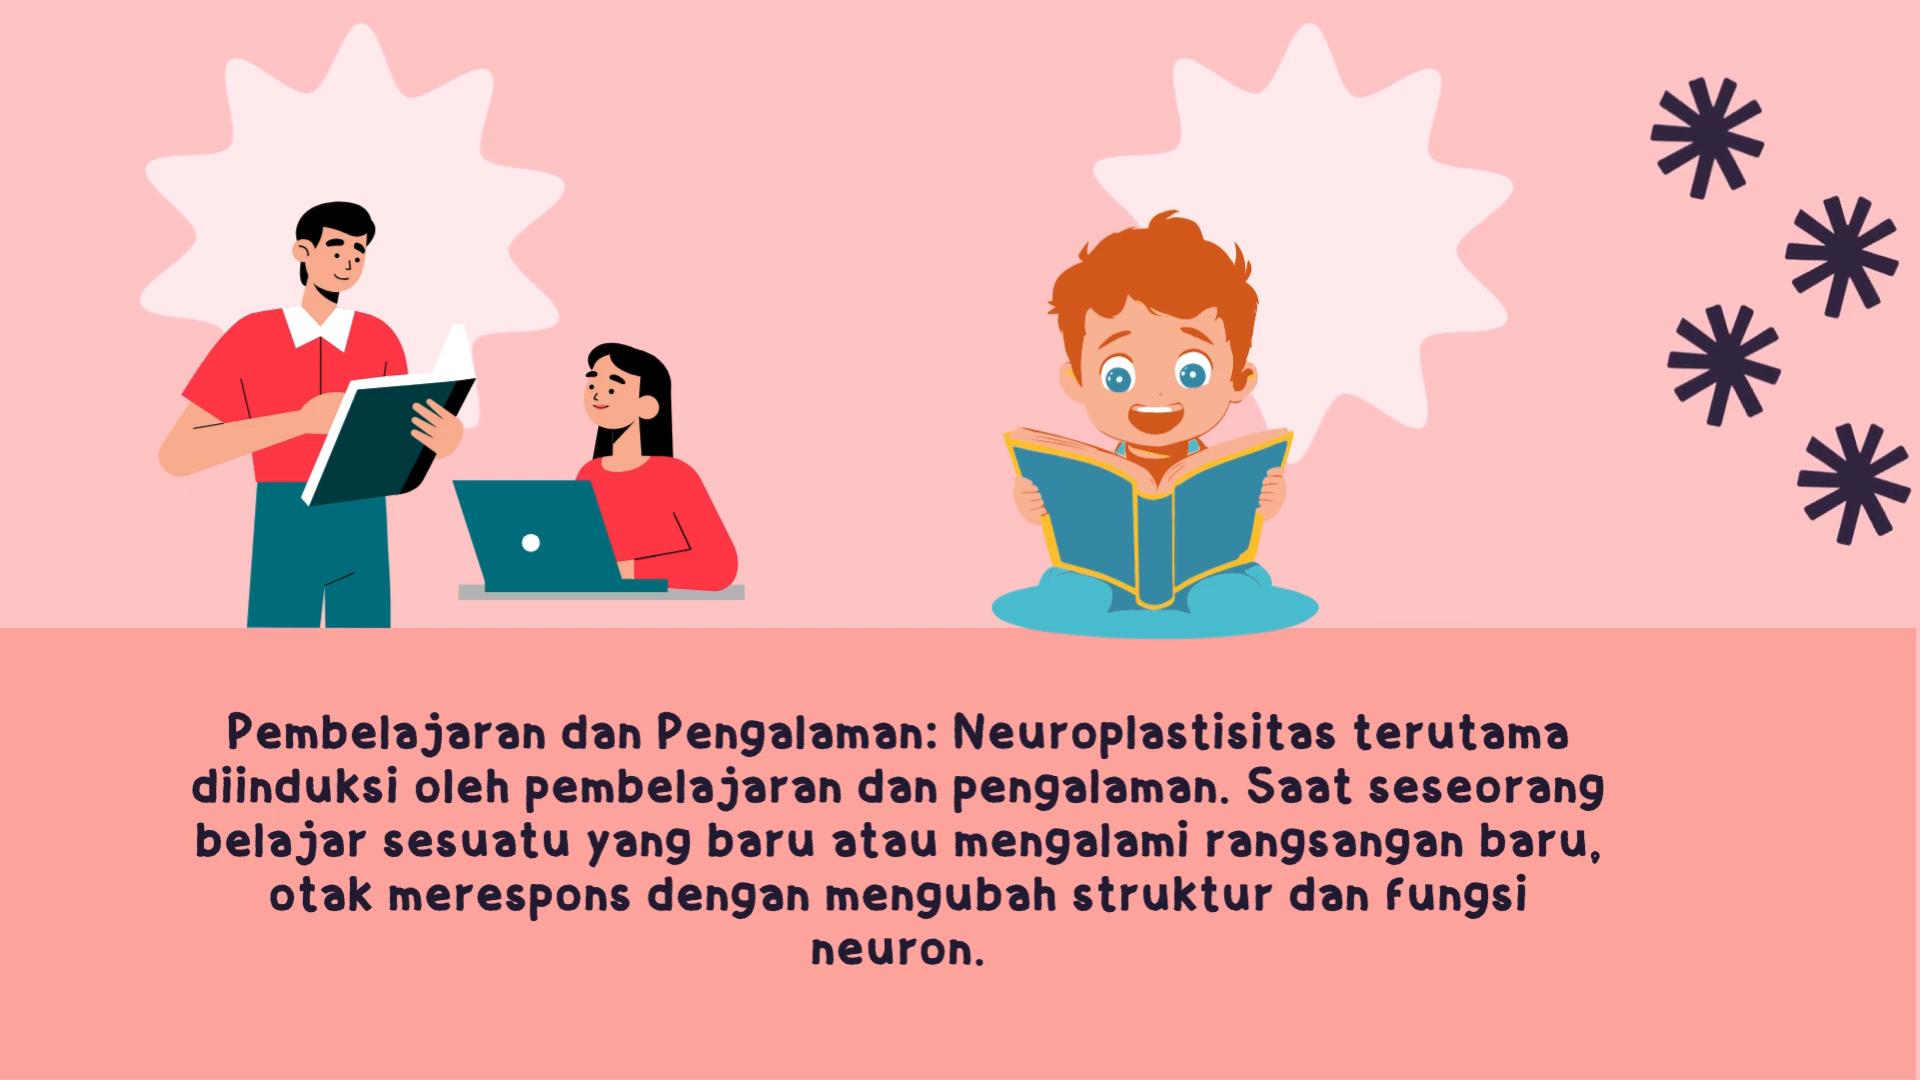 Pembelajaran dan Pengalaman: Neuroplastisitas terutama
diinduksi oleh pembelajaran dan pengalaman. Saat seseorang
belajar sesuatu yang baru atau mengalami rangsangan baru,
otak merespons dengan mengubah struktur dan fungsi
neuron.